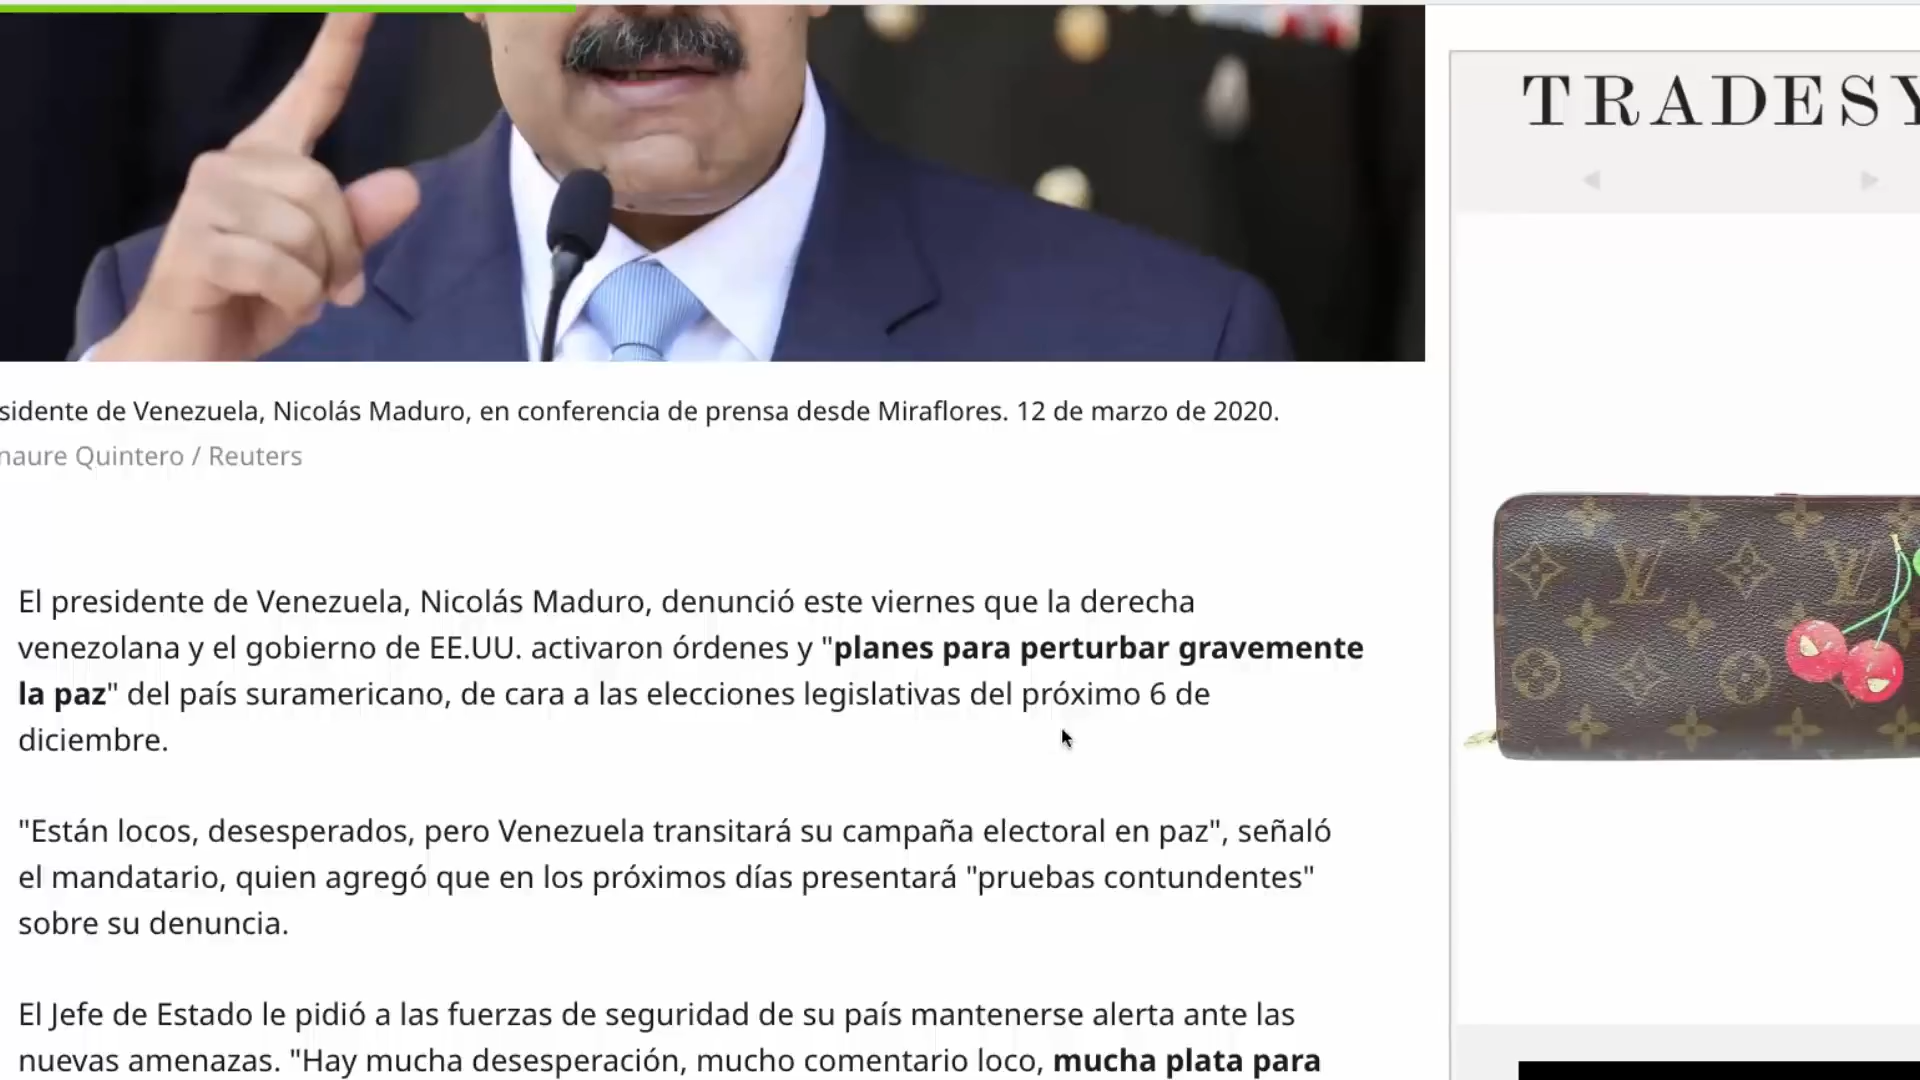 TRADESY
sidente de Venezuela, Nicolás Maduro, en conferencia de prensa desde Miraflores. 12 de marzo de 2020.
naure Quintero / Reuters
El presidente de Venezuela, Nicolás Maduro, denunció este viernes que la derecha
venezolana y el gobierno de EE.UU. activaron órdenes y "planes para perturbar gravemente
la paz" del país suramericano, de cara a las elecciones legislativas del próximo 6 de
diciembre.
"Están locos, desesperados, pero Venezuela transitará su campaña electoral en paz", señaló
el mandatario, quien agregó que en los próximos días presentará "pruebas contundentes"
sobre su denuncia.
El Jefe de Estado le pidió a las fuerzas de seguridad de su país mantenerse alerta ante las
nuevas amenazas. "Hay mucha desesperación, mucho comentario loco, mucha plata para